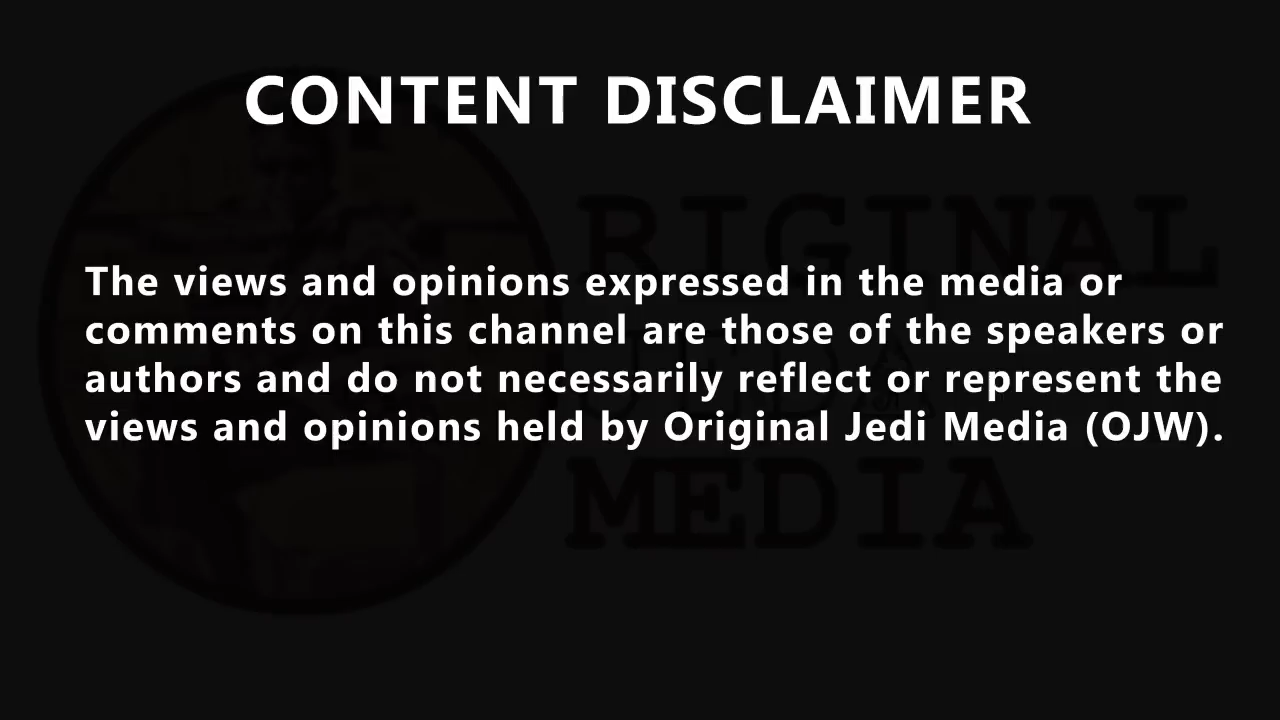 CONTENT DISCLAIMER
RIGINAL
The views and opinions expressed in the media or
comments on this channel are those of the speakers or
authors and do not necessarily reflect or represent the
views and opinions held by Original Jedi Media (OJW).
MEDIA